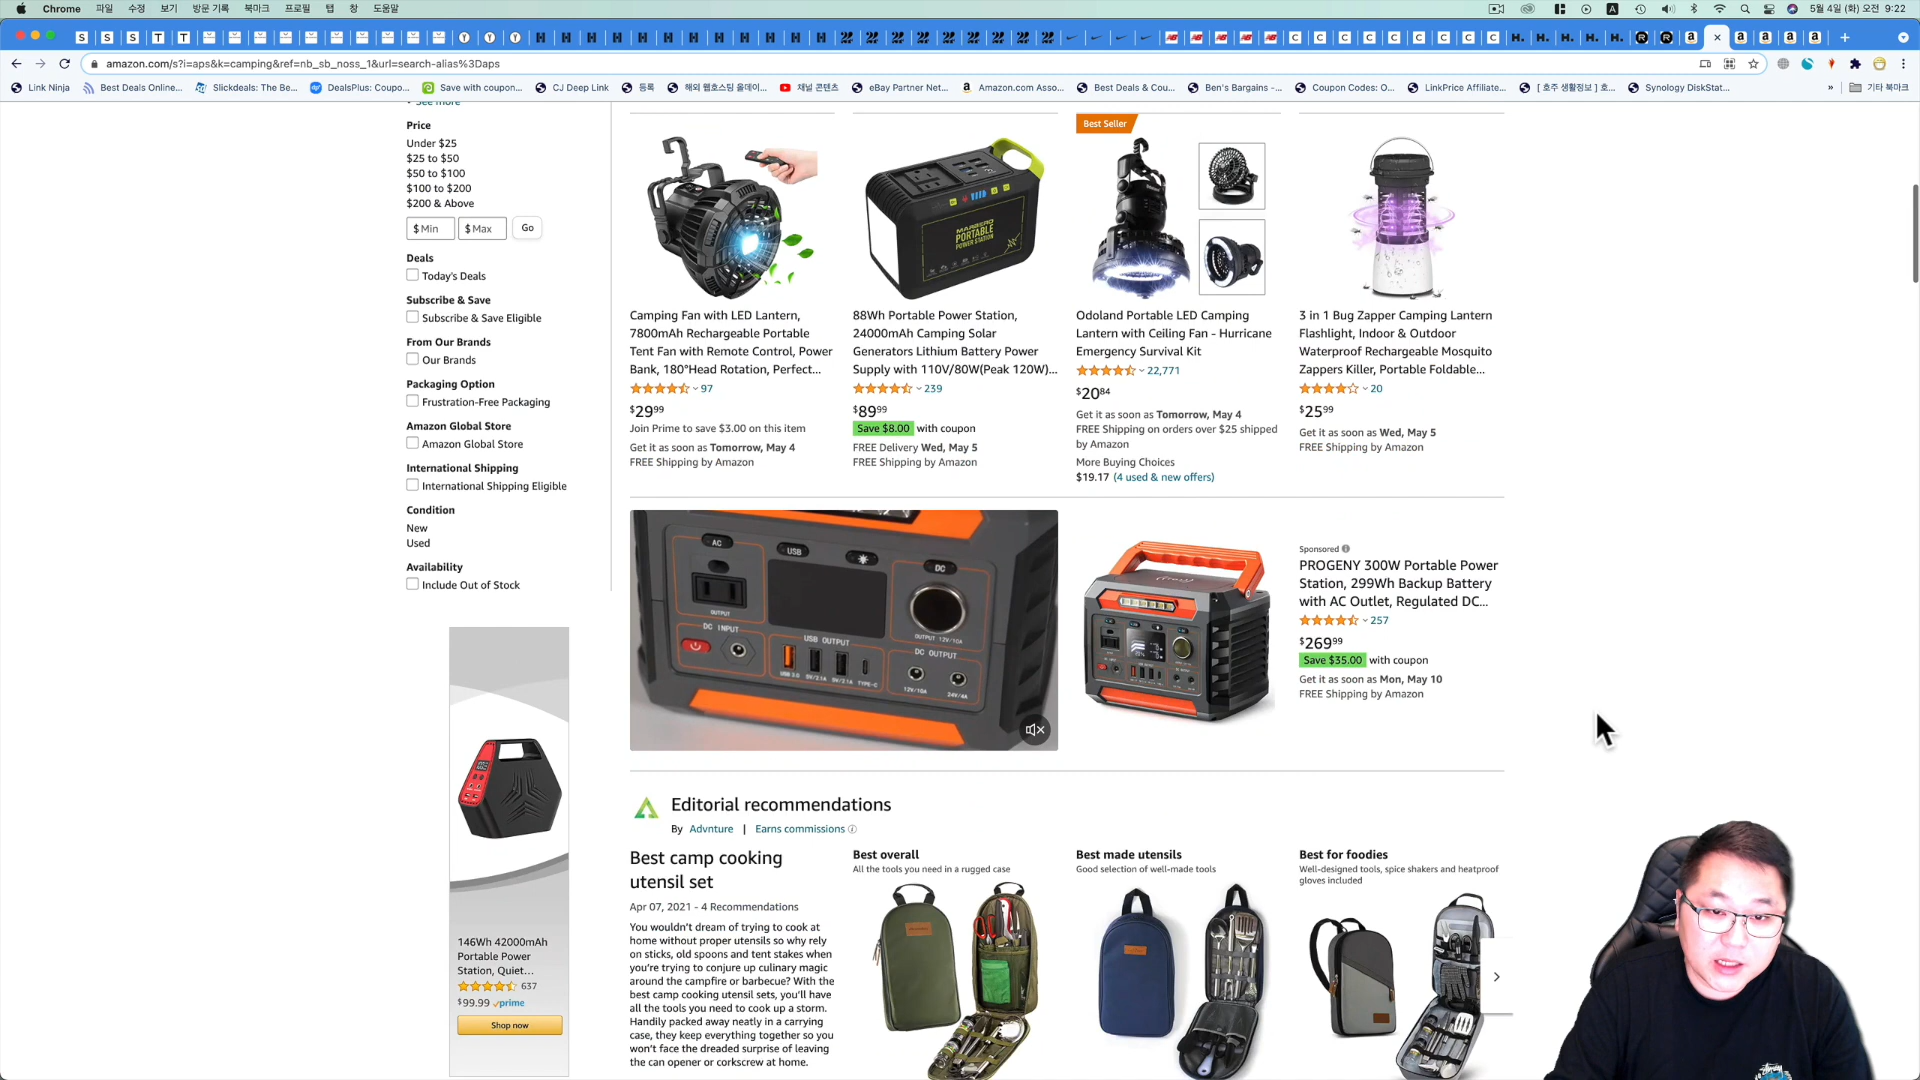 Chrome 파일 수정 보기 방문 기록 북마크 프로필 탭 창 도움말
5월 4일 (화) 오전 9:22
amazon.com/s?i=aps&k=camping&ref=nb_sb_noss_1&url=search-alias%3Daps
Link Ninja Best Deals Online... Slickdeals: The Be... DealsPlus: Coupo... Save with coupon... CJ Deep Link 등록 해외 웹호스팅 올데이... 채널 콘텐츠 eBay Partner Net... Amazon.com Asso... Best Deals & Cou... Ben's Bargains -... Coupon Codes: O... LinkPrice Affiliate... [ 호주 생활정보 ] 호... Synology DiskStat... » 기타 북마크
See more
Price
Under $25
$25 to $50
$50 to $100
$100 to $200
$200 & Above
$ Min $ Max Go
Deals
Today's Deals
Subscribe & Save
Subscribe & Save Eligible
From Our Brands
Our Brands
Packaging Option
Frustration-Free Packaging
Amazon Global Store
Amazon Global Store
International Shipping
International Shipping Eligible
Condition
New
Used
Availability
Include Out of Stock
146Wh 42000mAh
Portable Power
Station, Quiet...
637
$99.99 prime
Shop now
Camping Fan with LED Lantern,
7800mAh Rechargeable Portable
Tent Fan with Remote Control, Power
Bank, 180°Head Rotation, Perfect...
97
$29.99
Join Prime to save $3.00 on this item
Get it as soon as Tomorrow, May 4
FREE Shipping by Amazon
MARBERO
PORTABLE
POWER STATION
88Wh Portable Power Station,
24000mAh Camping Solar
Generators Lithium Battery Power
Supply with 110V/80W(Peak 120W)...
239
$89.99
Save $8.00 with coupon
FREE Delivery Wed, May 5
FREE Shipping by Amazon
Best Seller
Odoland Portable LED Camping
Lantern with Ceiling Fan - Hurricane
Emergency Survival Kit
22,771
$20.84
Get it as soon as Tomorrow, May 4
FREE Shipping on orders over $25 shipped
by Amazon
More Buying Choices
$19.17 (4 used & new offers)
3 in 1 Bug Zapper Camping Lantern
Flashlight, Indoor & Outdoor
Waterproof Rechargeable Mosquito
Zappers Killer, Portable Foldable...
20
$25.99
Get it as soon as Wed, May 5
FREE Shipping by Amazon
AC USB DC
OUTPUT
OUTPUT 12V/10A
DC INPUT
USB OUTPUT
DC OUTPUT
USB 3.0 5V/2.1A 5V/2.1A TYPE-C
12V/10A 24V/4A
Sponsored
PROGENY 300W Portable Power
Station, 299Wh Backup Battery
with AC Outlet, Regulated DC...
257
$269.99
Save $35.00 with coupon
Get it as soon as Mon, May 10
FREE Shipping by Amazon
Editorial recommendations
By Advnture | Earns commissions
Best camp cooking
utensil set
Apr 07, 2021 - 4 Recommendations
You wouldn't dream of trying to cook at
home without proper utensils so why rely
on sticks, old spoons and tent stakes when
you're trying to conjure up culinary magic
around the campfire or barbecue? With the
best camp cooking utensil sets, you'll have
all the tools you need to cook up a storm.
Handily packed away neatly in a carrying
case, they keep everything together so you
won't face the dreaded surprise of leaving
the can opener or corkscrew at home.
Best overall
All the tools you need in a rugged case
Best made utensils
Good selection of well-made tools
Best for foodies
Well-designed tools, spice shakers and heatproof
gloves included